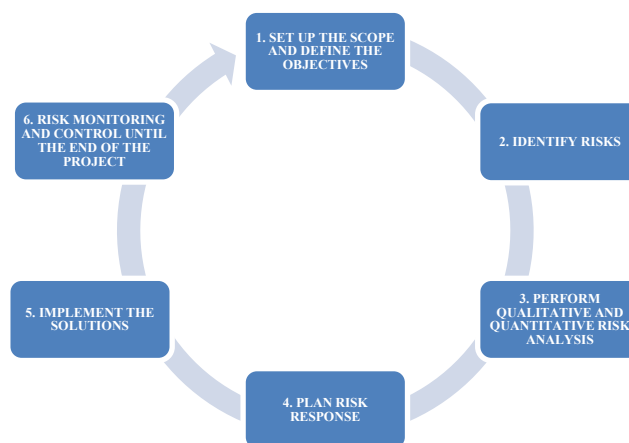 1. SET UP THE SCOPE
AND DEFINE THE
OBJECTIVES
2. IDENTIFY RISKS
3. PERFORM
QUALITATIVE AND
QUANTITATIVE RISK
ANALYSIS
4. PLAN RISK
RESPONSE
5. IMPLEMENT THE
SOLUTIONS
6. RISK MONITORING
AND CONTROL UNTIL
THE END OF THE
PROJECT